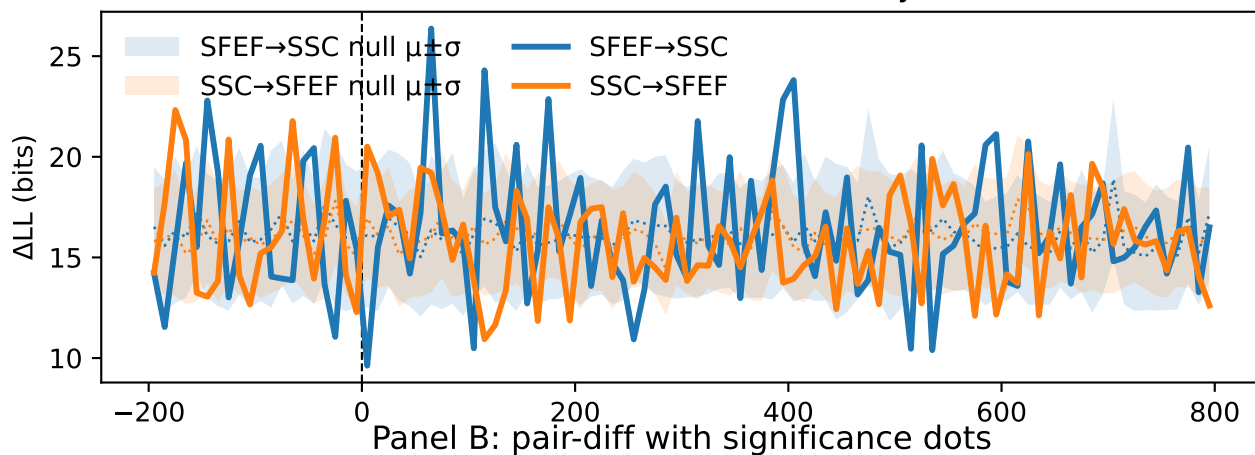 25
20
15
10
ΔLL (bits)
SFEF→SSC null μ±σ
SSC→SFEF null μ±σ
SFEF→SSC
SSC→SFEF
−200 0 200 400 600 800
Panel B: pair-diff with significance dots